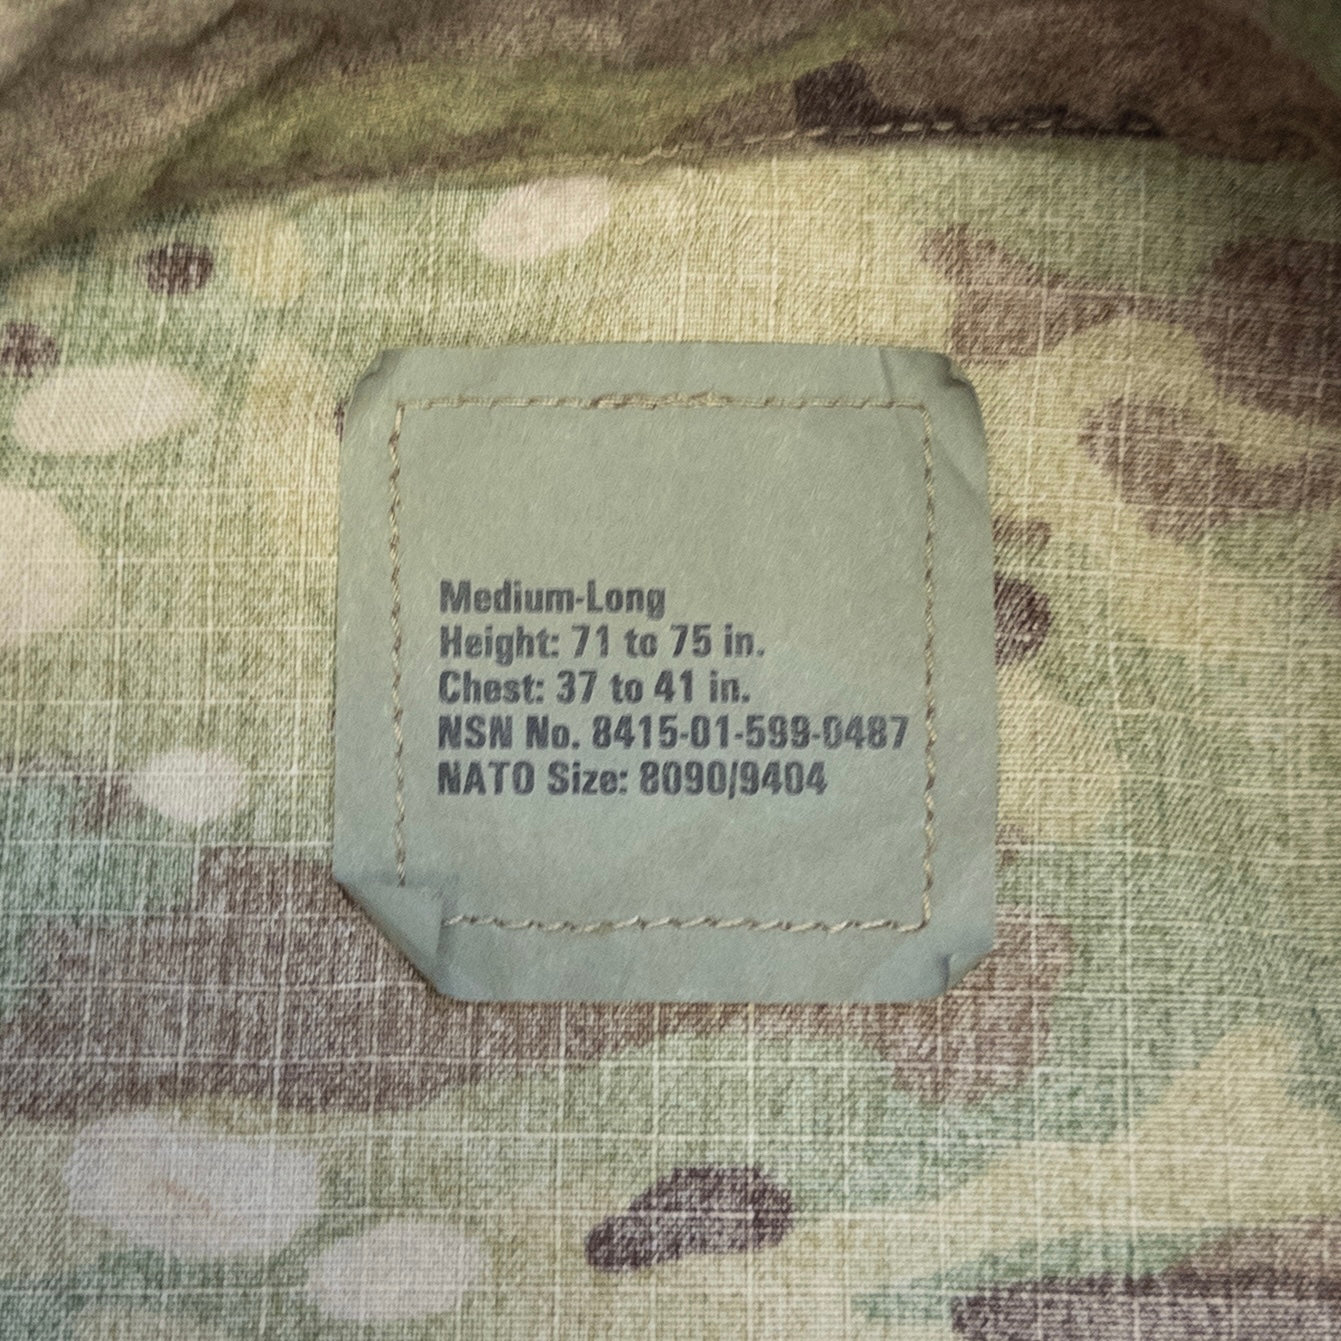 Medium-Long
Height: 71 to 75 in.
Chest: 37 to 41 in.
NSN No. 8415-01-599-0487
NATO Size: 8090/9404